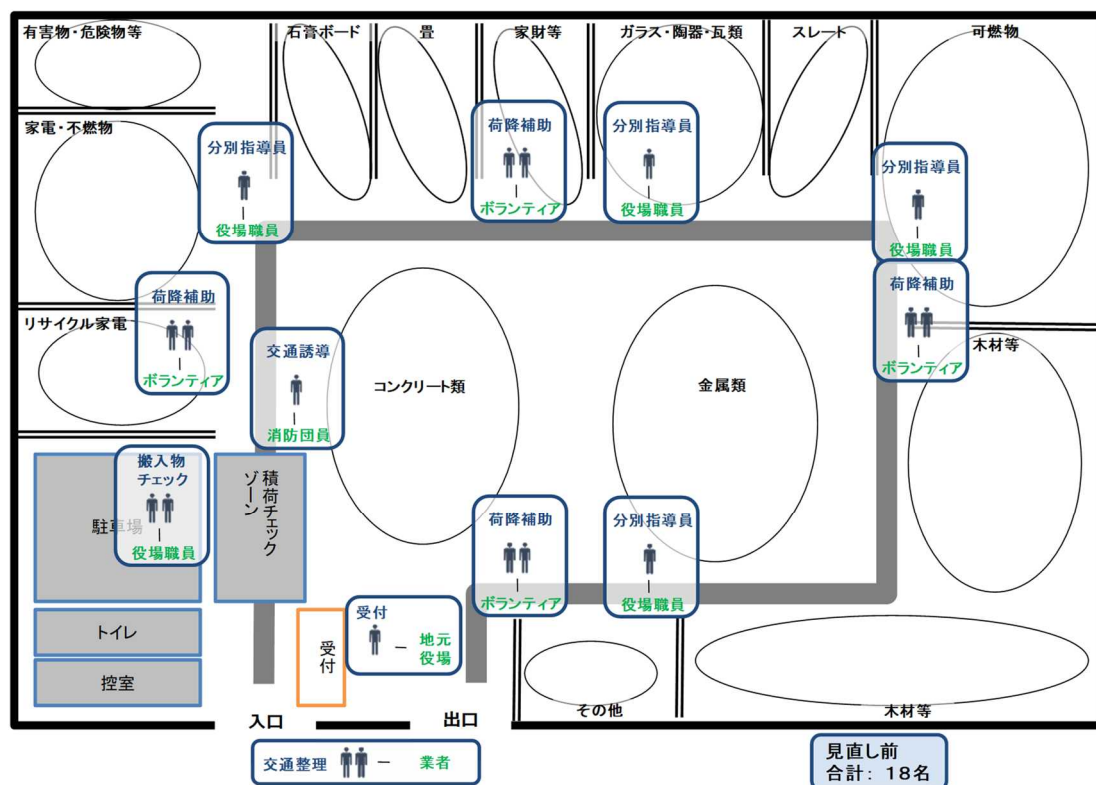 有害物・危険物等
石膏ボード
畳
家財等
ガラス・陶器・瓦類
スレート
可燃物
家電・不燃物
分別指導員
役場職員
荷降補助
ボランティア
分別指導員
役場職員
分別指導員
役場職員
リサイクル家電
荷降補助
ボランティア
交通誘導
消防団員
コンクリート類
金属類
荷降補助
ボランティア
木材等
搬入物
チェック
役場職員
駐車場
積荷チェック
ゾーン
荷降補助
ボランティア
分別指導員
役場職員
トイレ
控室
受付
受付
地元
役場
その他
木材等
入口
出口
交通整理
業者
見直し前
合計: 18名